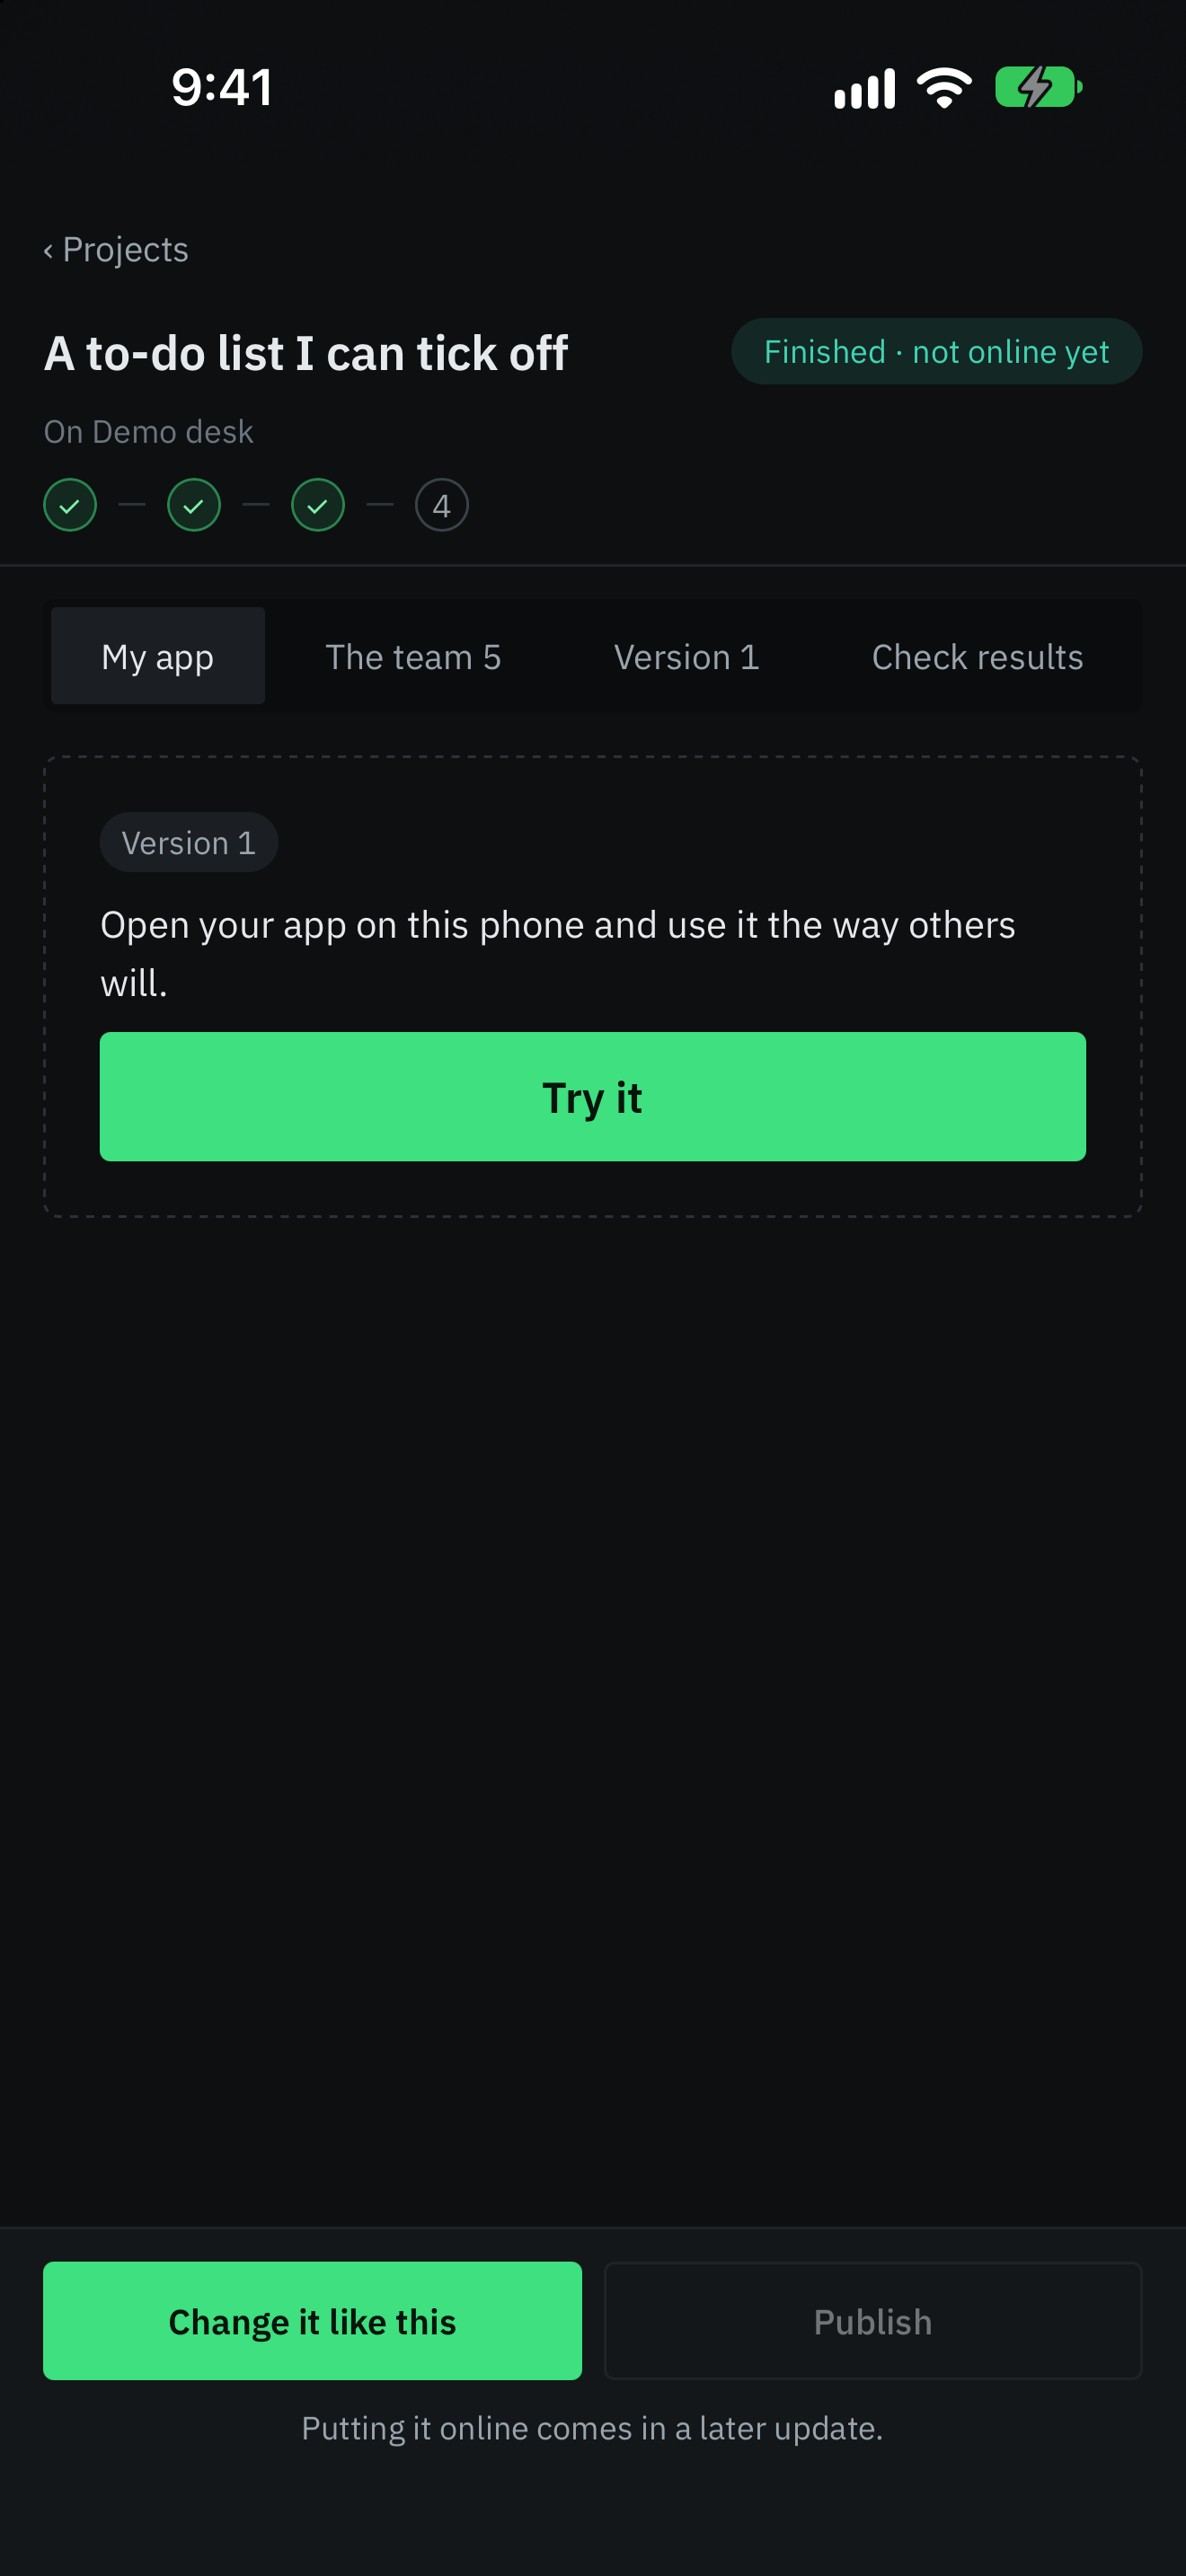 9:41
‹ Projects
A to-do list I can tick off
Finished · not online yet
On Demo desk
4
My app
The team 5
Version 1
Check results
Version 1
Open your app on this phone and use it the way others
will.
Try it
Change it like this
Publish
Putting it online comes in a later update.